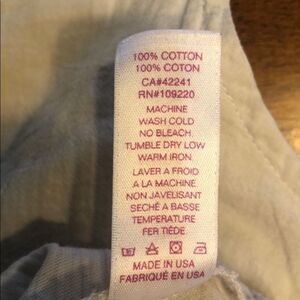 100% COTTON
100% COTON
CA#42241
RN#109220
MACHINE
WASH COLD
NO BLEACH
TUMBLE DRY LOW
WARM IRON.
LAVER A FROID
A LA MACHINE
NON JAVELISANT
SECHÉ A BASSE
TEMPERATURE
FER TIÈDE
MADE IN USA
FABRIQUÉ EN USA